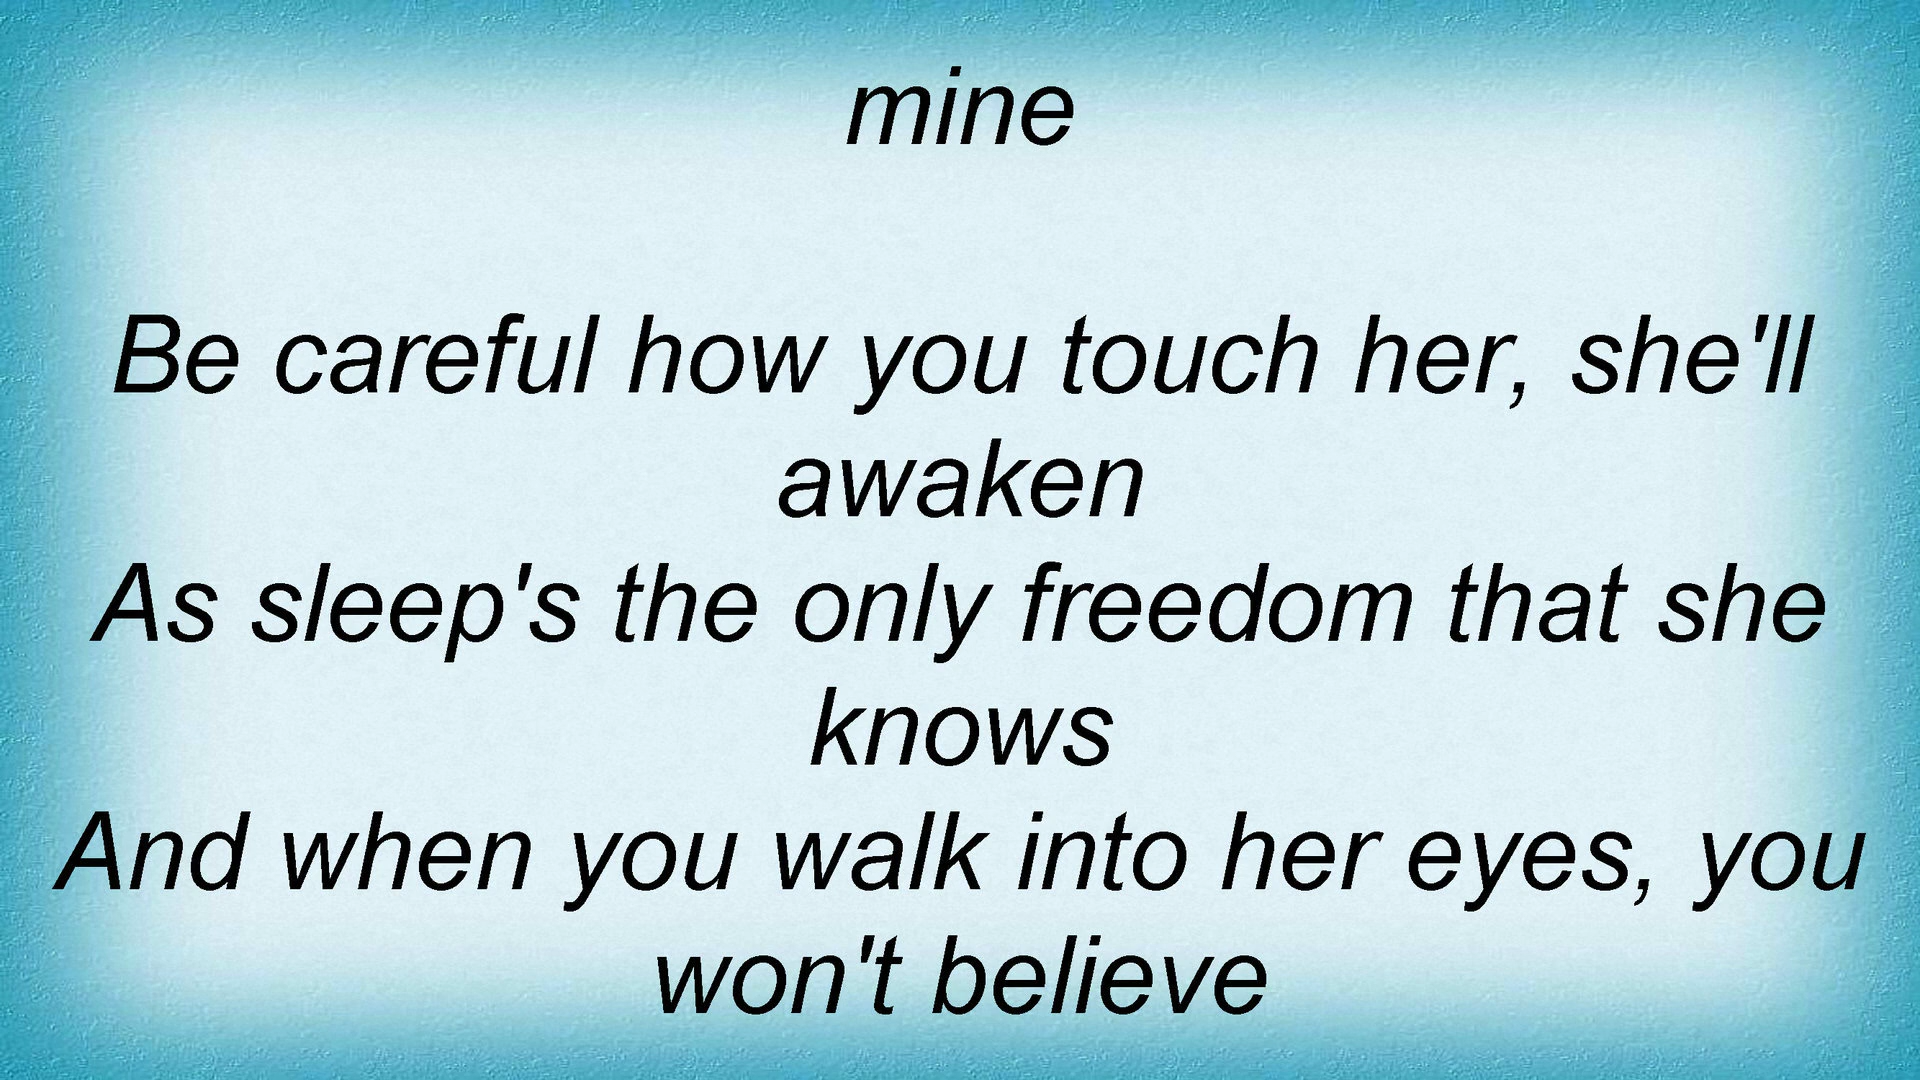 mine
Be careful how you touch her, she'll
awaken
As sleep's the only freedom that she
knows
And when you walk into her eyes, you
won't believe